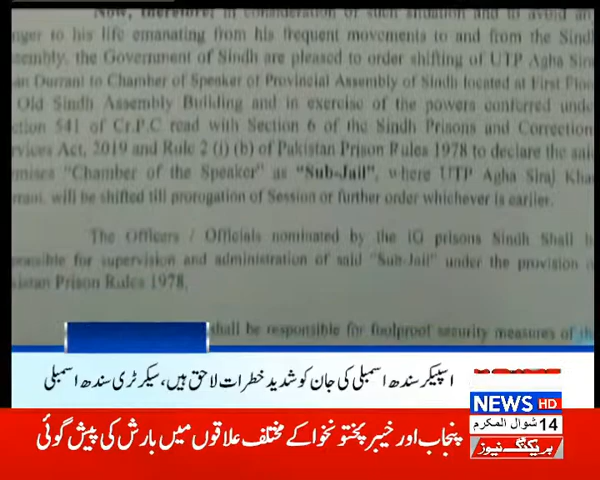 Now, therefore, in consideration of such situation and to avoid an
nger to his life emanating from his frequent movements to and from the Sindh
sembly, the Government of Sindh are pleased to order shifting of UTP Agha Siraj
an Durrani to Chamber of Speaker of Provincial Assembly of Sindh located at First Floo
Old Sindh Assembly Building and in exercise of the powers conferred unde
ction 541 of Cr.P.C read with Section 6 of the Sindh Prisons and Correction
rvices Act, 2019 and Rule 2 (i) (b) of Pakistan Prison Rules 1978 to declare the said
emises "Chamber of the Speaker" as "Sub-Jail", where UTP Agha Siraj Khan
rrani, will be shifted till prorogation of Session or further order whichever is earlier.
The Officers / Officials nominated by the IG prisons Sindh Shall b
ponsible for supervision and administration of said "Sub-Jail" under the provision o
kistan Prison Rules 1978.
shall be responsible for foolproof security measures of th
اسپیکر سندھ اسمبلی کی جان کو شدید خطرات لاحق ہیں، سیکرٹری سندھ اسمبلی
NEWS HD
14 شوال المکرم
بریکنگ نیوز
پنجاب اور خیبر پختونخوا کے مختلف علاقوں میں بارش کی پیش گوئی